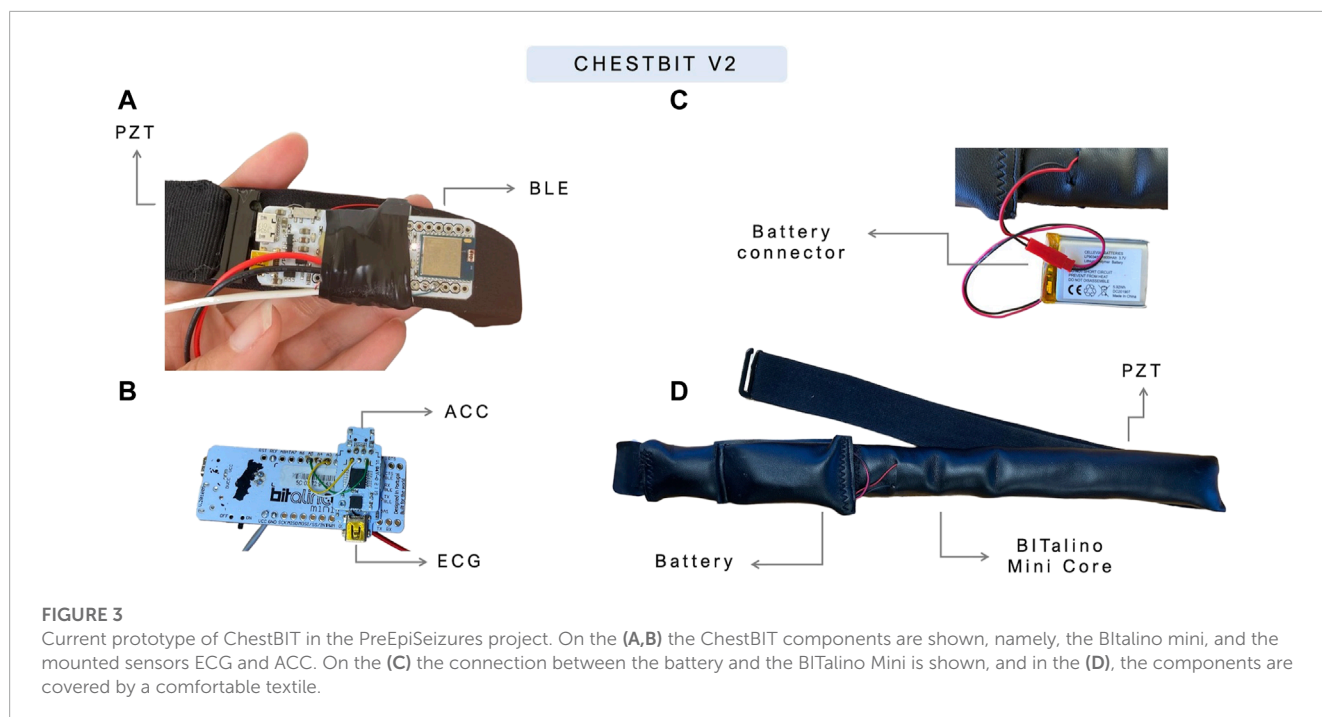 CHESTBIT V2
A
PZT
BLE
B
ACC
bitalino
mini
ECG
C
Battery
connector
CE
D
PZT
Battery
BITalino
Mini Core
FIGURE 3
Current prototype of ChestBIT in the PreEpiSeizures project. On the (A,B) the ChestBIT components are shown, namely, the BItalino mini, and the
mounted sensors ECG and ACC. On the (C) the connection between the battery and the BITalino Mini is shown, and in the (D), the components are
covered by a comfortable textile.